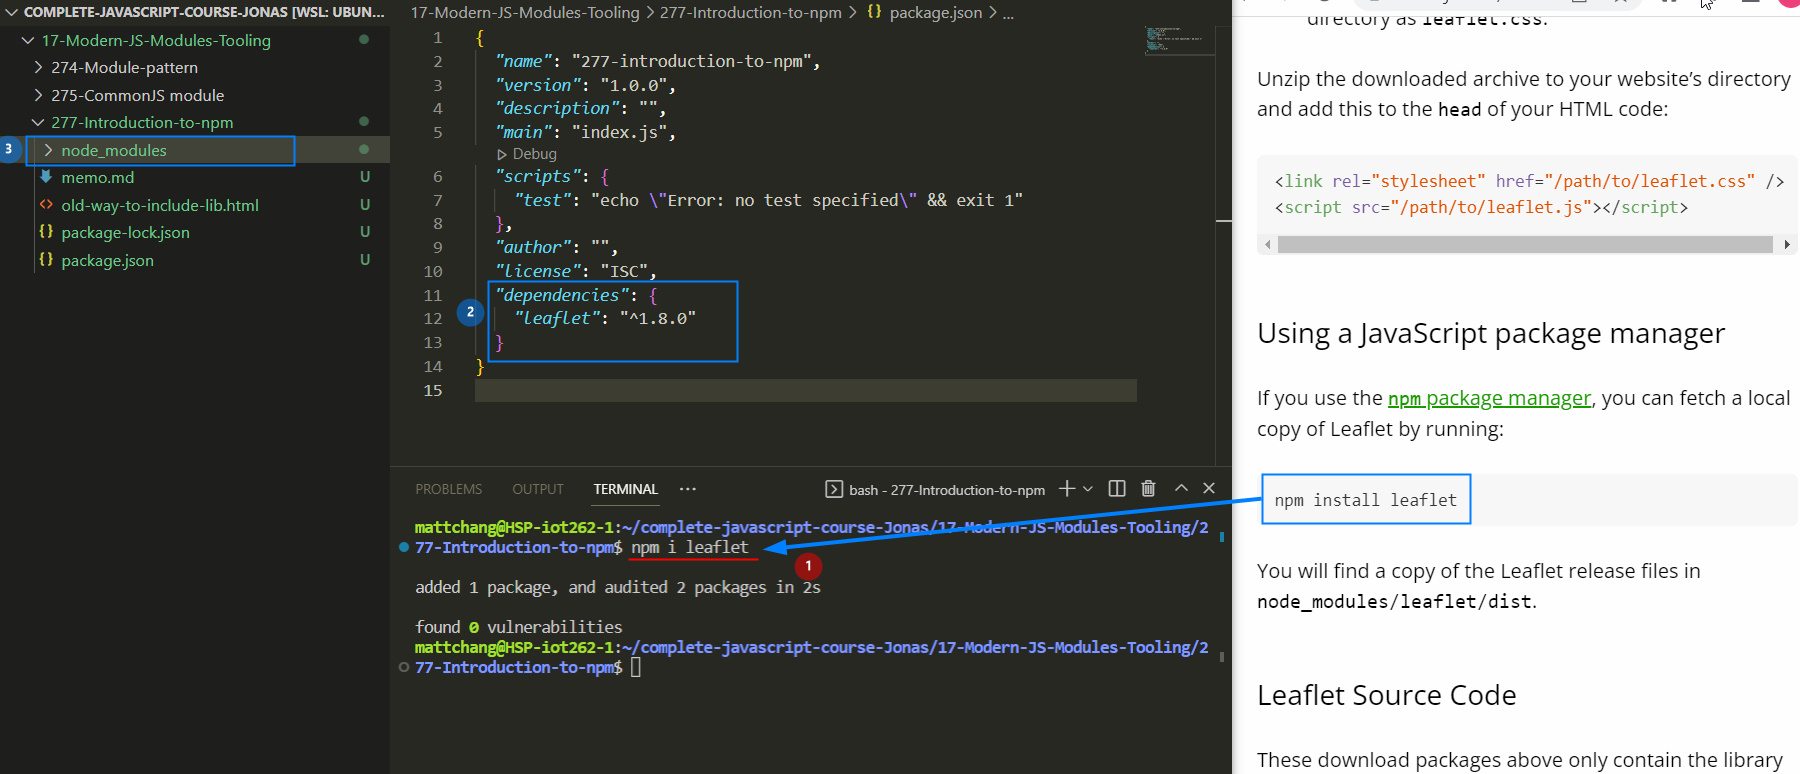 COMPLETE-JAVASCRIPT-COURSE-JONAS [WSL: UBUN...
17-Modern-JS-Modules-Tooling
274-Module-pattern
275-CommonJS module
277-Introduction-to-npm
3
node_modules
memo.md U
old-way-to-include-lib.html U
package-lock.json U
package.json U
17-Modern-JS-Modules-Tooling > 277-Introduction-to-npm > {} package.json > ...
1 {
2 "name": "277-introduction-to-npm",
3 "version": "1.0.0",
4 "description": "",
5 "main": "index.js",
Debug
6 "scripts": {
7 "test": "echo \"Error: no test specified\" && exit 1"
8 },
9 "author": "",
10 "license": "ISC",
11 "dependencies": {
2
12 "leaflet": "^1.8.0"
13 }
14 }
15
PROBLEMS OUTPUT TERMINAL ... bash - 277-Introduction-to-npm
mattchang@HSP-iot262-1:~/complete-javascript-course-Jonas/17-Modern-JS-Modules-Tooling/2
77-Introduction-to-npm$ npm i leaflet
1
added 1 package, and audited 2 packages in 2s
found 0 vulnerabilities
mattchang@HSP-iot262-1:~/complete-javascript-course-Jonas/17-Modern-JS-Modules-Tooling/2
77-Introduction-to-npm$
directory as leaflet.css.
Unzip the downloaded archive to your website’s directory
and add this to the head of your HTML code:
<link rel="stylesheet" href="/path/to/leaflet.css" />
<script src="/path/to/leaflet.js"></script>
Using a JavaScript package manager
If you use the npm package manager, you can fetch a local
copy of Leaflet by running:
npm install leaflet
You will find a copy of the Leaflet release files in
node_modules/leaflet/dist.
Leaflet Source Code
These download packages above only contain the library